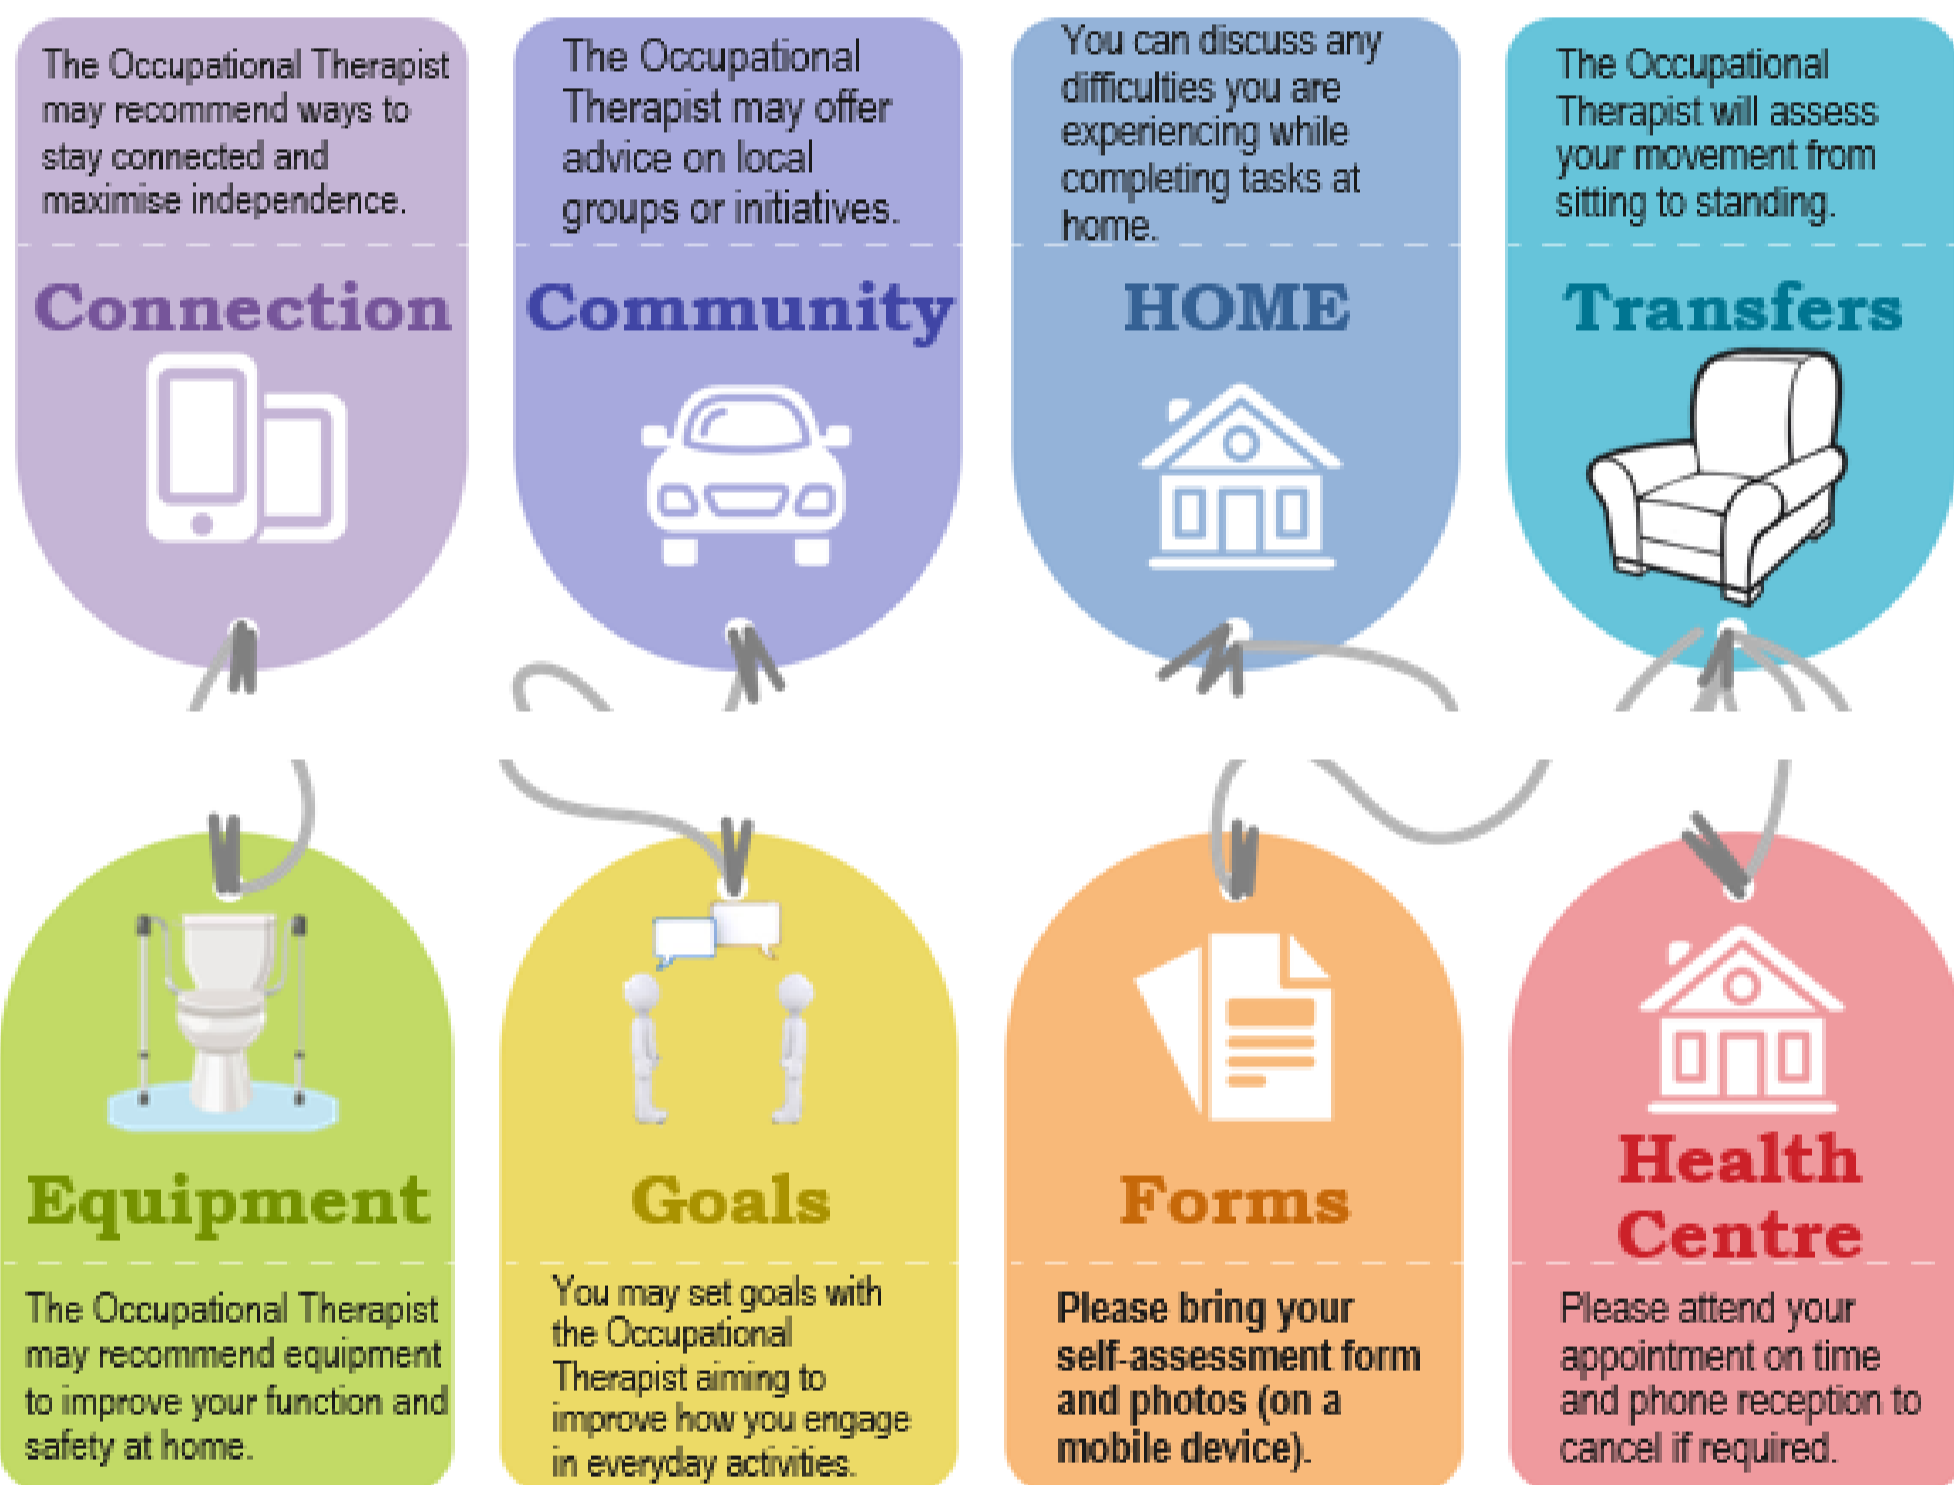 The Occupational Therapist
may recommend ways to
stay connected and
maximise independence.
Connection
The Occupational
Therapist may offer
advice on local
groups or initiatives.
Community
You can discuss any
difficulties you are
experiencing while
completing tasks at
home.
HOME
The Occupational
Therapist will assess
your movement from
sitting to standing.
Transfers
Equipment
The Occupational Therapist
may recommend equipment
to improve your function and
safety at home.
Goals
You may set goals with
the Occupational
Therapist aiming to
improve how you engage
in everyday activities.
Forms
Please bring your
self-assessment form
and photos (on a
mobile device).
Health
Centre
Please attend your
appointment on time
and phone reception to
cancel if required.